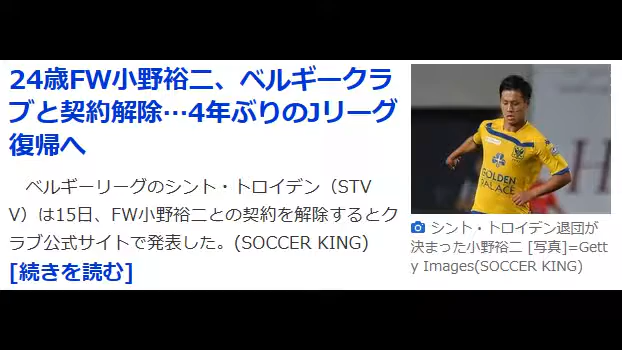 24歳FW小野裕二、ベルギークラ
ブと契約解除…4年ぶりのJリーグ
復帰へ
ベルギーリーグのシント・トロイデン（STV
V）は15日、FW小野裕二との契約を解除するとク
ラブ公式サイトで発表した。(SOCCER KING)
[続きを読む]
GOLDEN
PALACE
シント・トロイデン退団が
決まった小野裕二 [写真]=Gett
y Images(SOCCER KING)